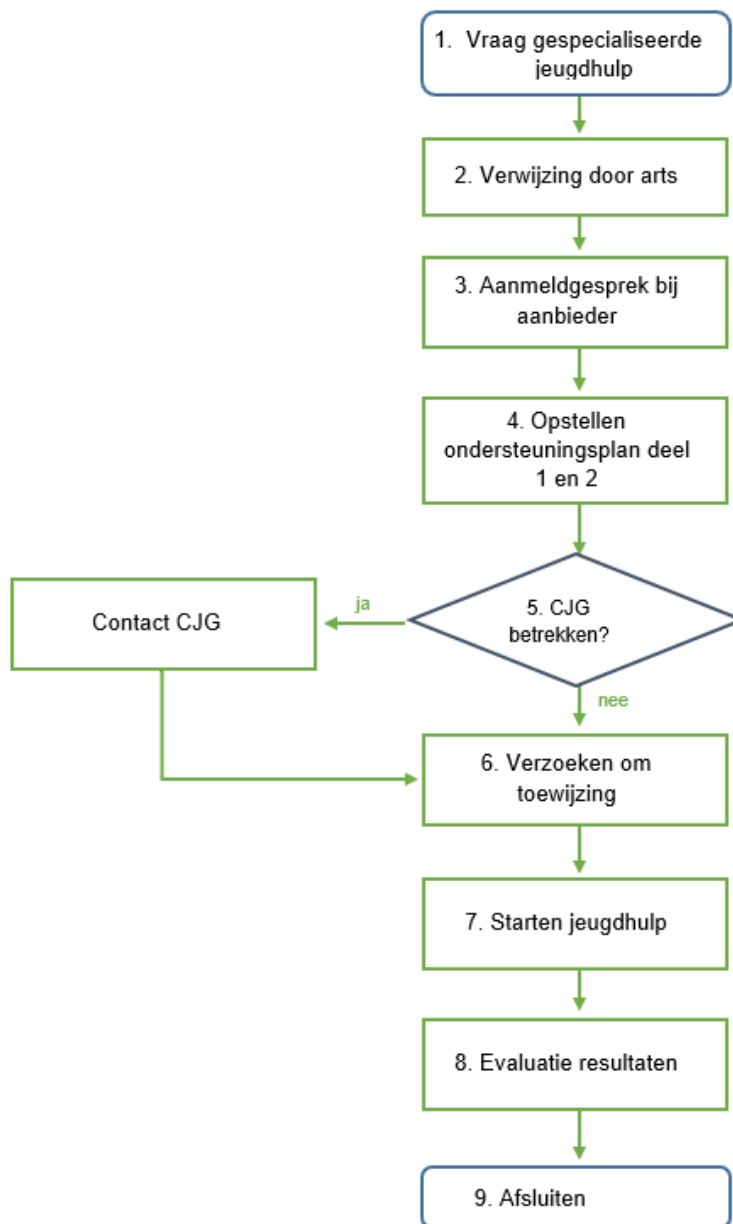 1. Vraag gespecialiseerde
jeugdhulp
2. Verwijzing door arts
3. Aanmeldgesprek bij
aanbieder
4. Opstellen
ondersteuningsplan deel
1 en 2
5. CJG
betrekken?
ja
Contact CJG
nee
6. Verzoeken om
toewijzing
7. Starten jeugdhulp
8. Evaluatie resultaten
9. Afsluiten